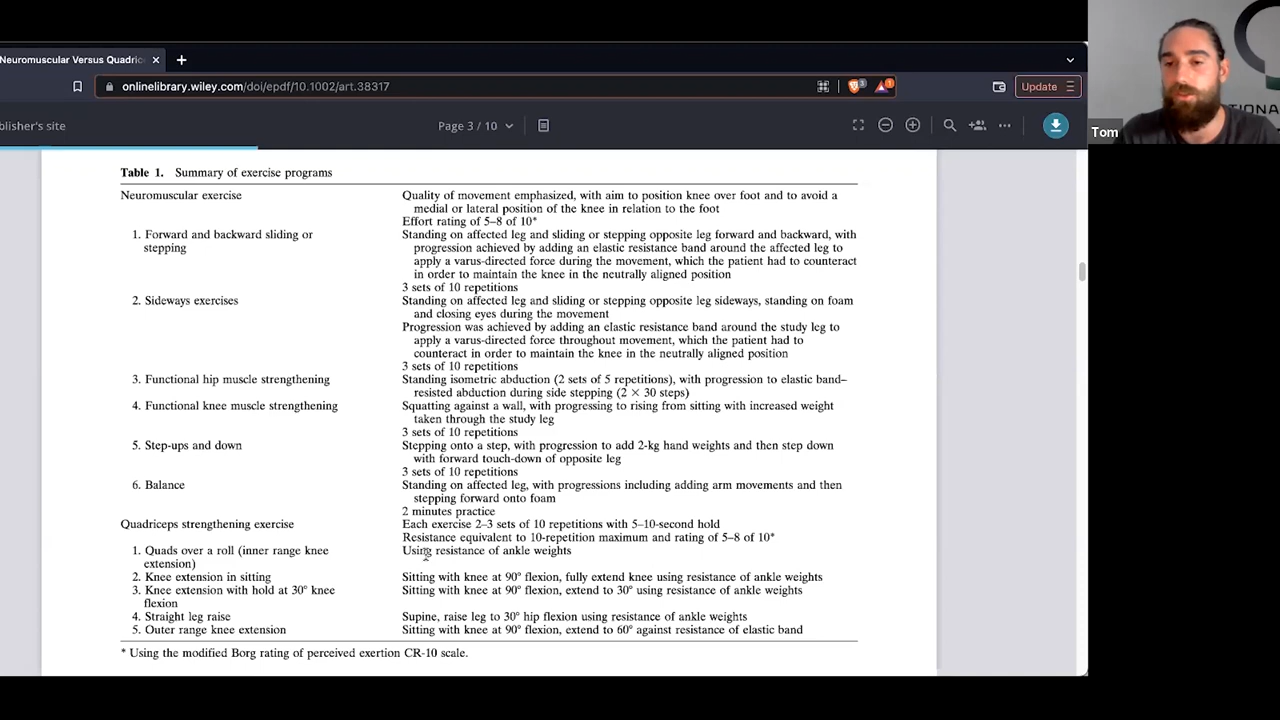 Neuromuscular Versus Quadric
onlinelibrary.wiley.com/doi/epdf/10.1002/art.38317
3
1
Update
blisher's site
Page 3 / 10
TIONA
Tom
Table 1. Summary of exercise programs
Neuromuscular exercise
Quality of movement emphasized, with aim to position knee over foot and to avoid a
medial or lateral position of the knee in relation to the foot
Effort rating of 5–8 of 10*
1. Forward and backward sliding or
stepping
Standing on affected leg and sliding or stepping opposite leg forward and backward, with
progression achieved by adding an elastic resistance band around the affected leg to
apply a varus-directed force during the movement, which the patient had to counteract
in order to maintain the knee in the neutrally aligned position
3 sets of 10 repetitions
2. Sideways exercises
Standing on affected leg and sliding or stepping opposite leg sideways, standing on foam
and closing eyes during the movement
Progression was achieved by adding an elastic resistance band around the study leg to
apply a varus-directed force throughout movement, which the patient had to
counteract in order to maintain the knee in the neutrally aligned position
3 sets of 10 repetitions
3. Functional hip muscle strengthening
Standing isometric abduction (2 sets of 5 repetitions), with progression to elastic band–
resisted abduction during side stepping (2 × 30 steps)
4. Functional knee muscle strengthening
Squatting against a wall, with progressing to rising from sitting with increased weight
taken through the study leg
3 sets of 10 repetitions
5. Step-ups and down
Stepping onto a step, with progression to add 2-kg hand weights and then step down
with forward touch-down of opposite leg
3 sets of 10 repetitions
6. Balance
Standing on affected leg, with progressions including adding arm movements and then
stepping forward onto foam
2 minutes practice
Quadriceps strengthening exercise
Each exercise 2–3 sets of 10 repetitions with 5–10-second hold
Resistance equivalent to 10-repetition maximum and rating of 5–8 of 10*
1. Quads over a roll (inner range knee
extension)
Using resistance of ankle weights
2. Knee extension in sitting
Sitting with knee at 90° flexion, fully extend knee using resistance of ankle weights
3. Knee extension with hold at 30° knee
flexion
Sitting with knee at 90° flexion, extend to 30° using resistance of ankle weights
4. Straight leg raise
Supine, raise leg to 30° hip flexion using resistance of ankle weights
5. Outer range knee extension
Sitting with knee at 90° flexion, extend to 60° against resistance of elastic band
* Using the modified Borg rating of perceived exertion CR-10 scale.